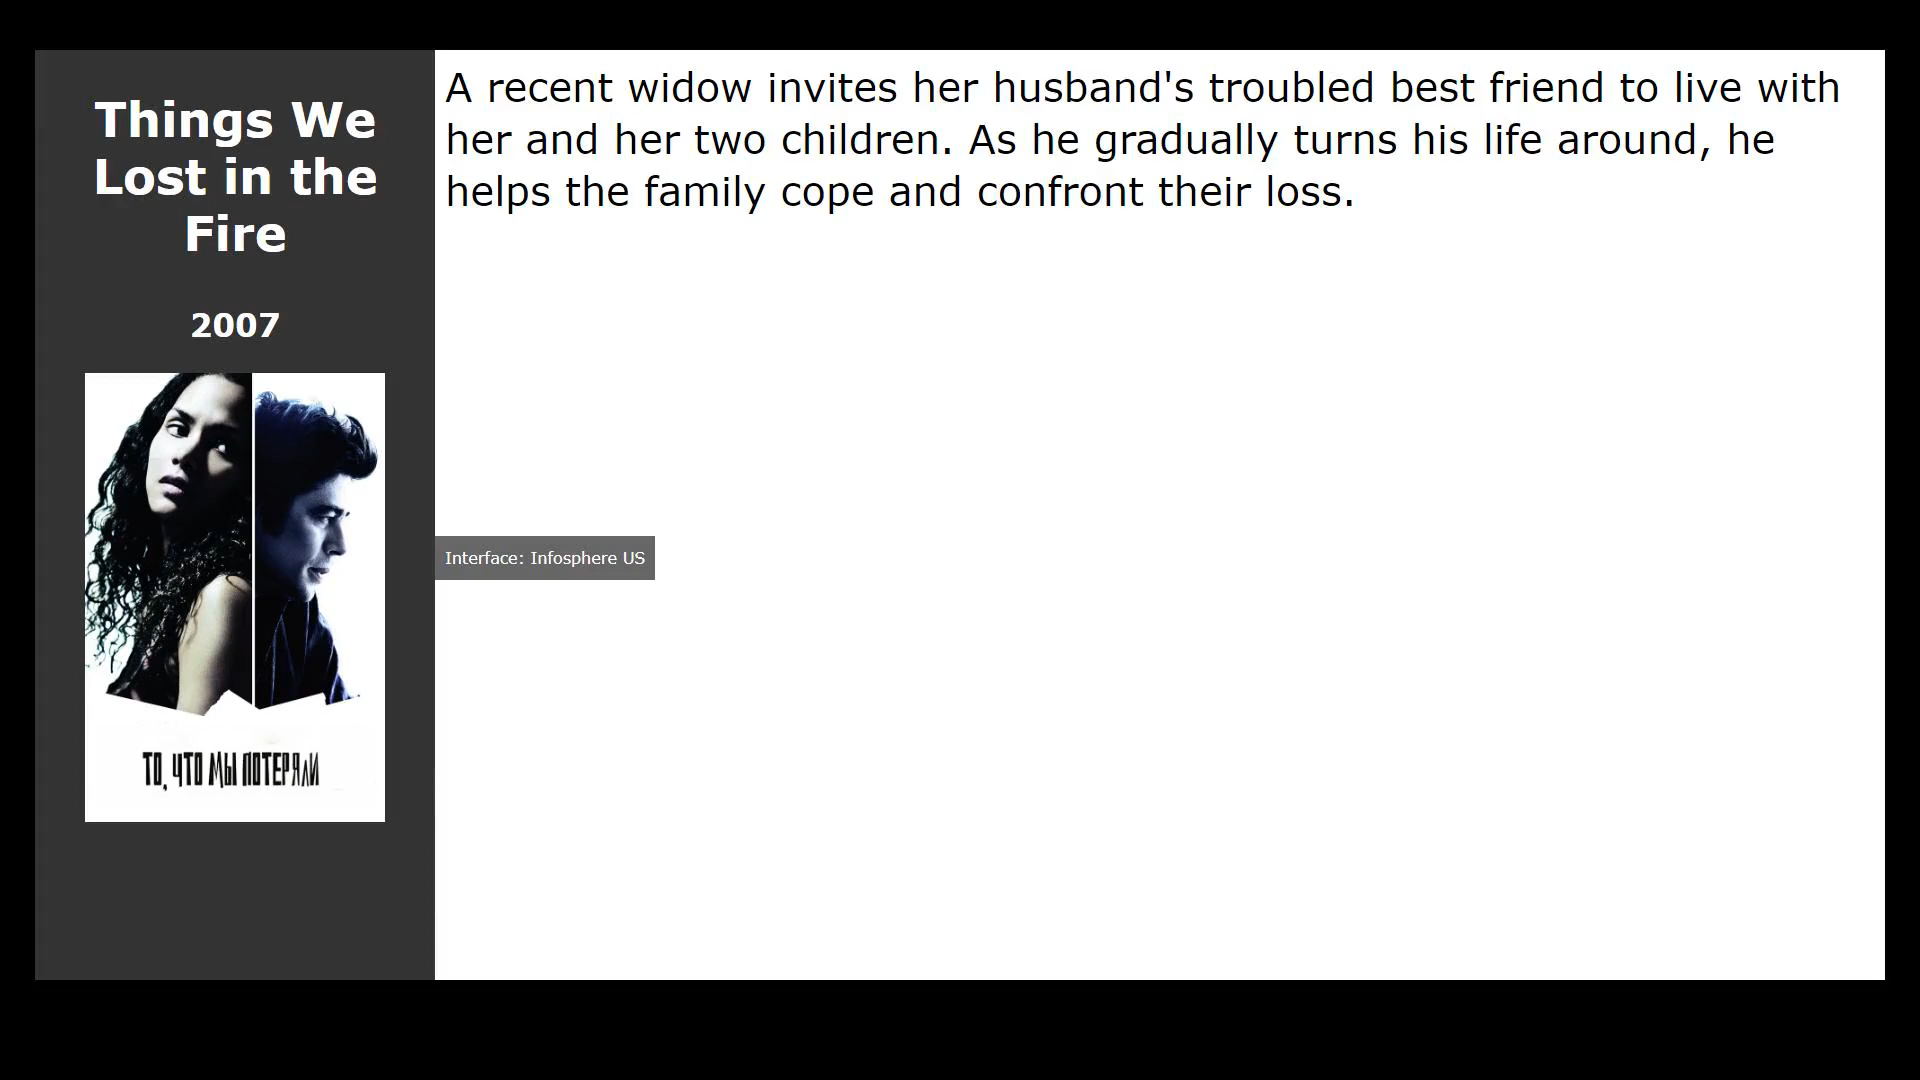 Things We
Lost in the
Fire
2007
ТО, ЧТО МЫ ПОТЕРЯЛИ
A recent widow invites her husband's troubled best friend to live with
her and her two children. As he gradually turns his life around, he
helps the family cope and confront their loss.
Interface: Infosphere US